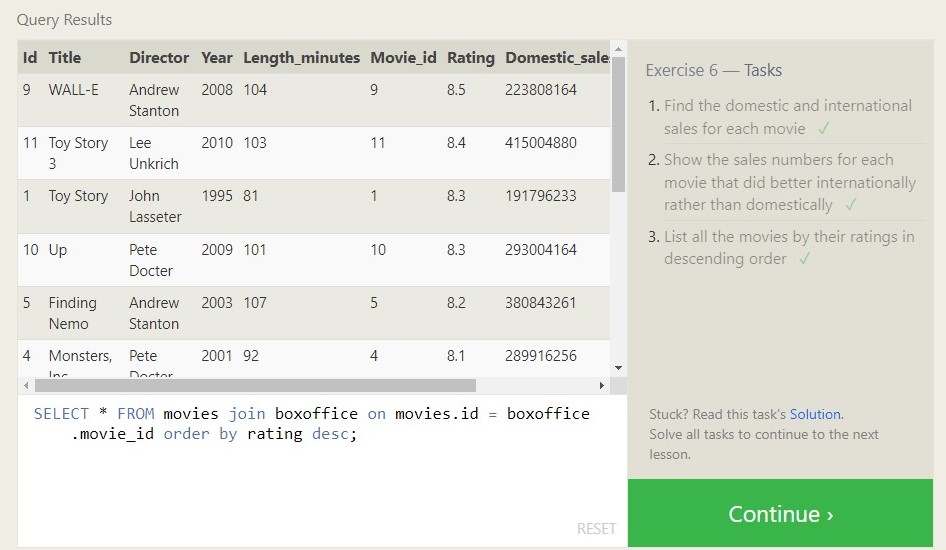 Query Results
Id Title Director Year Length_minutes Movie_id Rating Domestic_sale
9 WALL-E Andrew 2008 104 9 8.5 223808164
Stanton
11 Toy Story Lee 2010 103 11 8.4 415004880
3 Unkrich
1 Toy Story John 1995 81 1 8.3 191796233
Lasseter
10 Up Pete 2009 101 10 8.3 293004164
Docter
5 Finding Andrew 2003 107 5 8.2 380843261
Nemo Stanton
4 Monsters, Pete 2001 92 4 8.1 289916256
Inc Docter
SELECT * FROM movies join boxoffice on movies.id = boxoffice
.movie_id order by rating desc;
RESET
Exercise 6 — Tasks
1. Find the domestic and international
sales for each movie ✓
2. Show the sales numbers for each
movie that did better internationally
rather than domestically ✓
3. List all the movies by their ratings in
descending order ✓
Stuck? Read this task's Solution.
Solve all tasks to continue to the next
lesson.
Continue ›